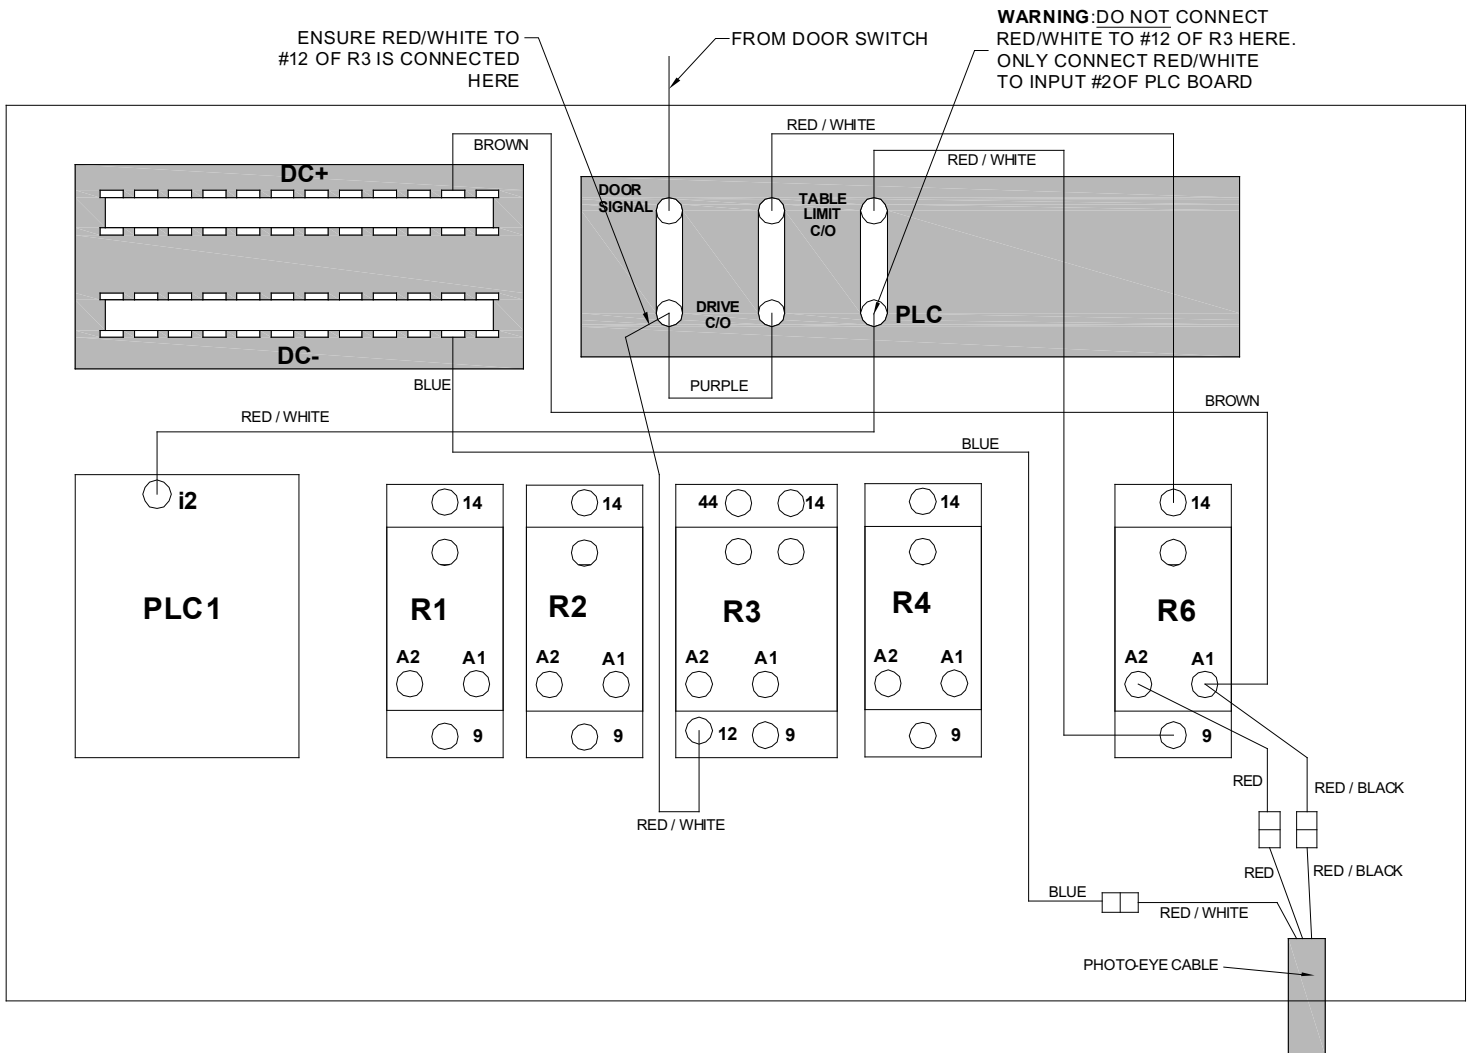 ENSURE RED/WHITE TO
#12 OF R3 IS CONNECTED
HERE
FROM DOOR SWITCH
WARNING:DO NOT CONNECT
RED/WHITE TO #12 OF R3 HERE.
ONLY CONNECT RED/WHITE
TO INPUT #2OF PLC BOARD
BROWN
RED / WHITE
RED / WHITE
DC+
DC-
DOOR
SIGNAL
TABLE
LIMIT
C/O
DRIVE
C/O
PLC
BLUE
PURPLE
BROWN
RED / WHITE
BLUE
i2
PLC1
14
R1
A2 A1
9
14
R2
A2 A1
9
44 14
R3
A2 A1
12 9
14
R4
A2 A1
9
14
R6
A2 A1
9
RED / WHITE
RED
RED / BLACK
RED
RED / BLACK
BLUE
RED / WHITE
PHOTO-EYE CABLE